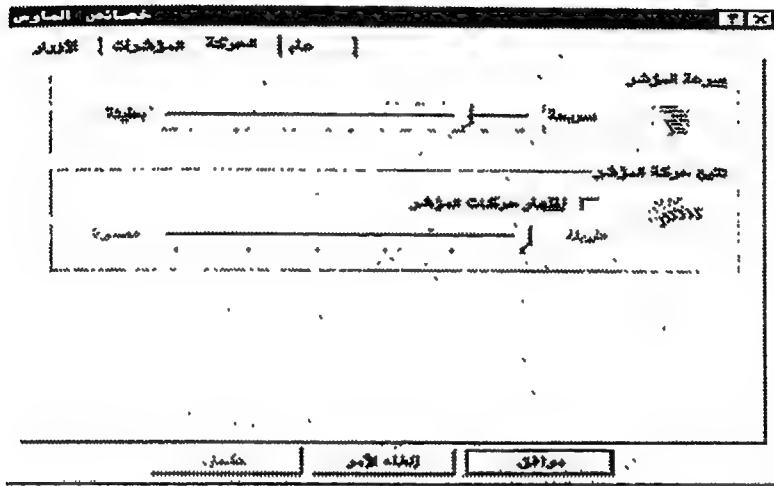 خصائص الماوس
الأزرار المؤشرات الحركة عام
سرعة المؤشر
سريعة بطيئة
تتبع حركة المؤشر
إظهار حركات المؤشر
طويلة قصيرة
موافق إلغاء الأمر